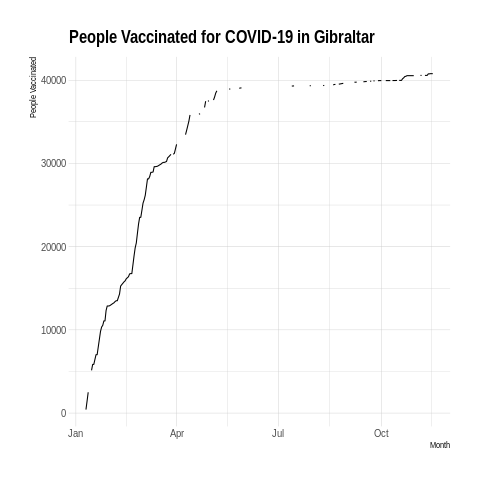 People Vaccinated for COVID-19 in Gibraltar
People Vaccinated
40000
30000
20000
10000
0
Jan Apr Jul Oct
Month